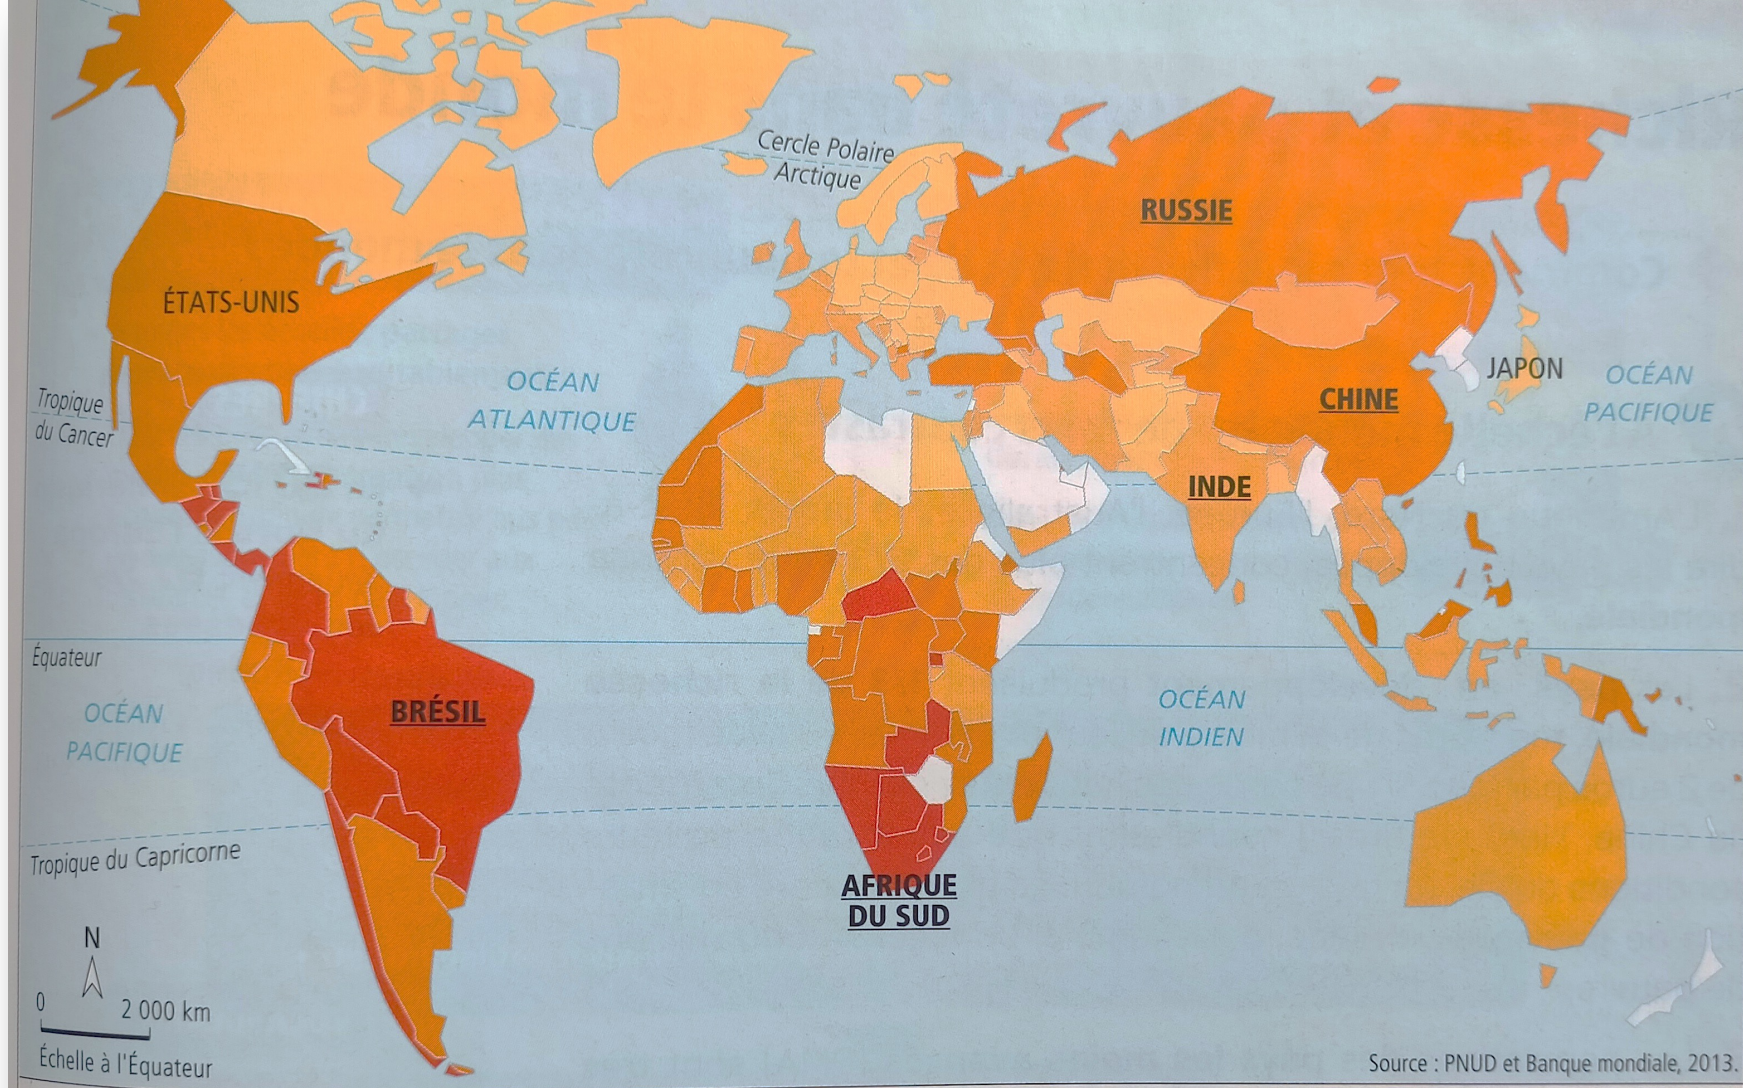 Cercle Polaire
Arctique
RUSSIE
ÉTATS-UNIS
OCÉAN
ATLANTIQUE
JAPON
OCÉAN
PACIFIQUE
CHINE
Tropique
du Cancer
INDE
Équateur
BRÉSIL
OCÉAN
PACIFIQUE
OCÉAN
INDIEN
Tropique du Capricorne
AFRIQUE
DU SUD
N
0 2 000 km
Échelle à l'Équateur
Source : PNUD et Banque mondiale, 2013.